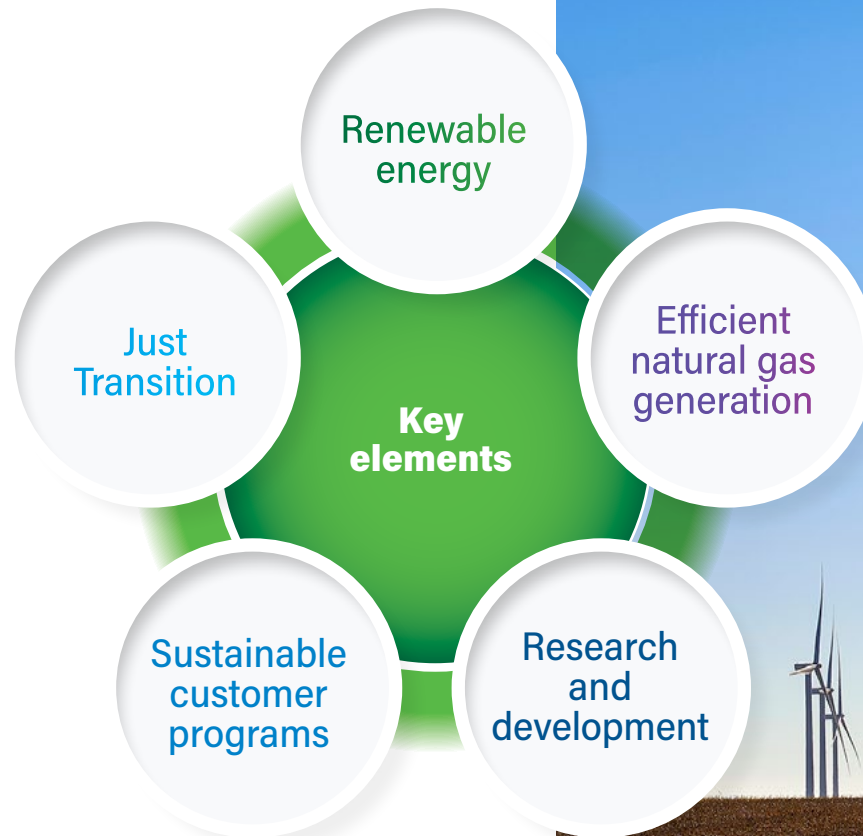 Renewable
energy
Efficient
natural gas
generation
Research
and
development
Sustainable
customer
programs
Just
Transition
Key
elements